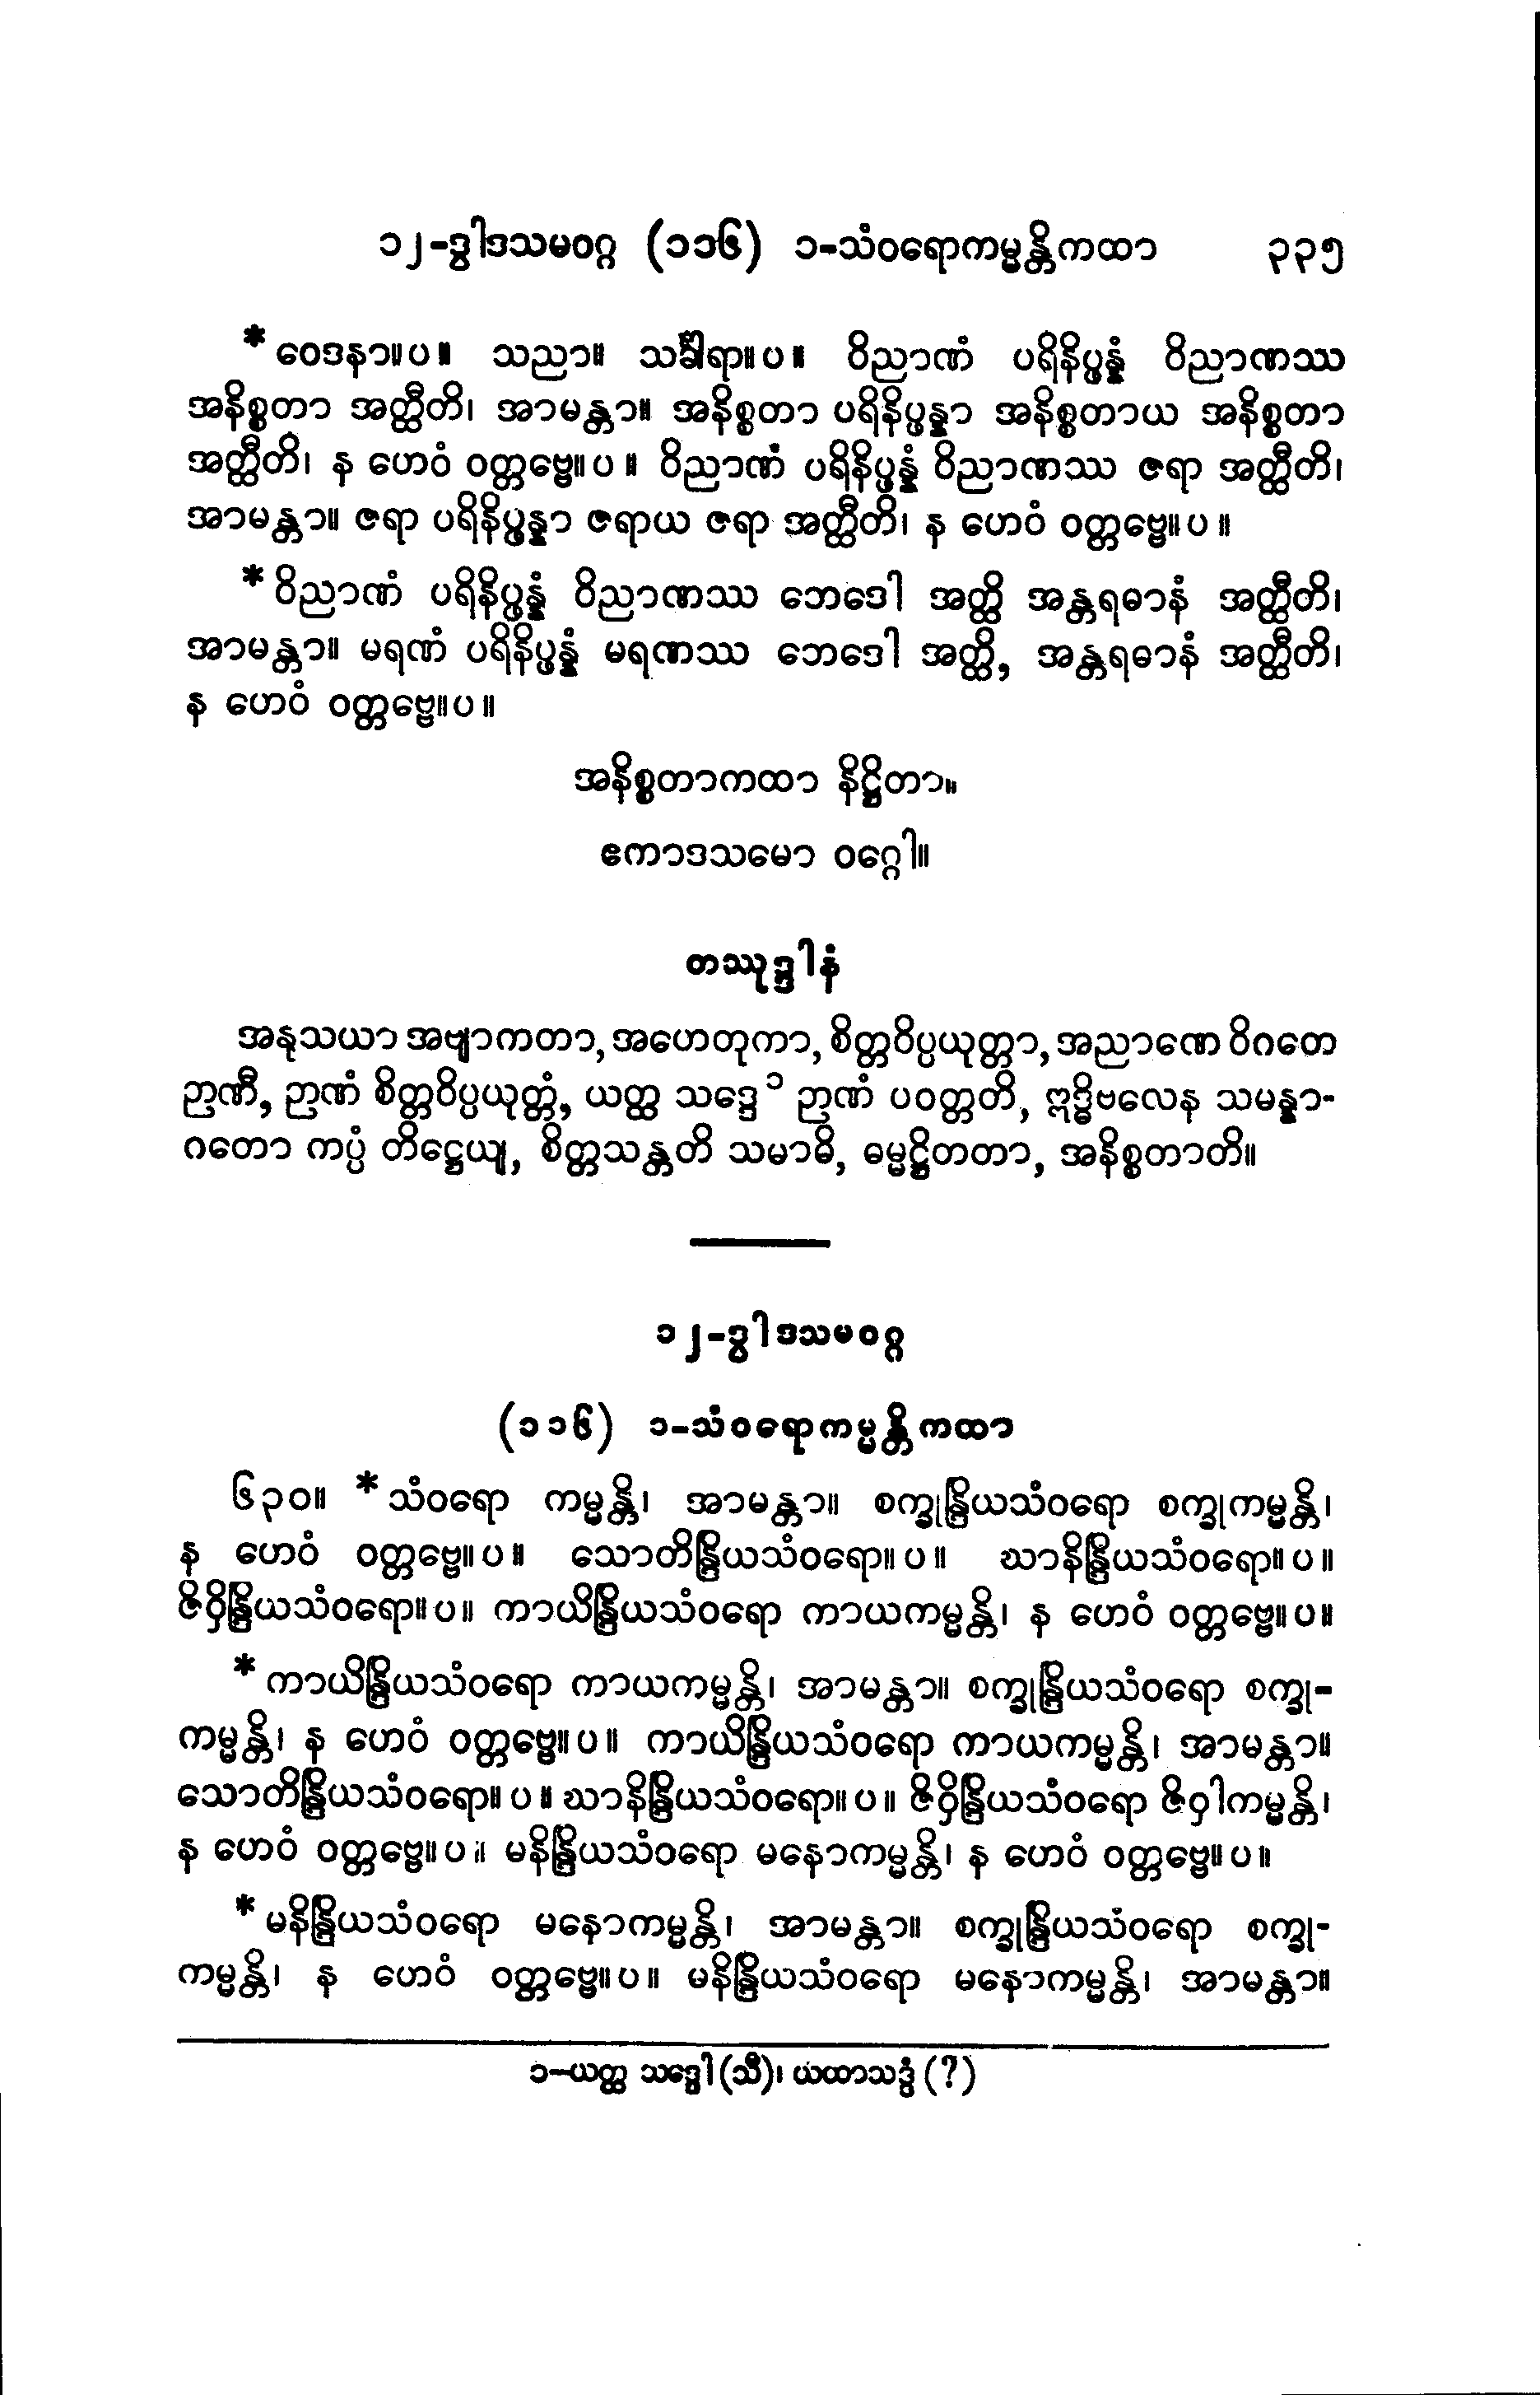 ၁၂-ဒွါဒသမဝဂ္ဂ (၁၁၆) ၁-သံဝရောကမ္မန္တိကထာ ၃၃၅
*ဝေဒနာ။ပ။ သညာ။ သင်္ခါရာ။ပ။ ဝိညာဏံ ပရိနိပ္ဖန္နံ ဝိညာဏဿ
အနိစ္စတာ အတ္ထီတိ၊ အာမန္တာ။ အနိစ္စတာ ပရိနိပ္ဖန္နာ အနိစ္စတာယ အနိစ္စတာ
အတ္ထီတိ၊ န ဟေဝံ ဝတ္တဗ္ဗေ။ပ။ ဝိညာဏံ ပရိနိပ္ဖန္နံ ဝိညာဏဿ ဇရာ အတ္ထီတိ၊
အာမန္တာ။ ဇရာ ပရိနိပ္ဖန္နာ ဇရာယ ဇရာ အတ္ထီတိ၊ န ဟေဝံ ဝတ္တဗ္ဗေ။ပ။
*ဝိညာဏံ ပရိနိပ္ဖန္နံ ဝိညာဏဿ ဘေဒေါ အတ္ထိ အန္တရဓာနံ အတ္ထီတိ၊
အာမန္တာ။ မရဏံ ပရိနိပ္ဖန္နံ မရဏဿ ဘေဒေါ အတ္ထိ, အန္တရဓာနံ အတ္ထီတိ၊
န ဟေဝံ ဝတ္တဗ္ဗေ။ပ။
အနိစ္စတာကထာ နိဋ္ဌိတာ။
ဧကာဒသမော ဝဂ္ဂေါ။
တဿုဒ္ဒါနံ
အနုသယာ အဗျာကတာ, အဟေတုကာ, စိတ္တဝိပ္ပယုတ္တာ, အညာဏေ ဝိဂတေ
ဉာဏီ, ဉာဏံ စိတ္တဝိပ္ပယုတ္တံ, ယတ္ထ သဒ္ဒေ ၁ ဉာဏံ ပဝတ္တတိ, ဣဒ္ဓိဗလေန သမန္နာ-
ဂတော ကပ္ပံ တိဋ္ဌေယျ, စိတ္တသန္တတိ သမာဓိ, ဓမ္မဋ္ဌိတတာ, အနိစ္စတာတိ။
၁၂-ဒွါဒသမဝဂ္ဂ
(၁၁၆) ၁-သံဝရောကမ္မန္တိကထာ
၆၃၀။ *သံဝရော ကမ္မန္တိ၊ အာမန္တာ။ စက္ခုန္ဒြိယသံဝရော စက္ခုကမ္မန္တိ၊
န ဟေဝံ ဝတ္တဗ္ဗေ။ပ။ သောတိန္ဒြိယသံဝရော။ပ။ ဃာနိန္ဒြိယသံဝရော။ပ။
ဇိဝှိန္ဒြိယသံဝရော။ပ။ ကာယိန္ဒြိယသံဝရော ကာယကမ္မန္တိ၊ န ဟေဝံ ဝတ္တဗ္ဗေ။ပ။
*ကာယိန္ဒြိယသံဝရော ကာယကမ္မန္တိ၊ အာမန္တာ။ စက္ခုန္ဒြိယသံဝရော စက္ခု-
ကမ္မန္တိ၊ န ဟေဝံ ဝတ္တဗ္ဗေ။ပ။ ကာယိန္ဒြိယသံဝရော ကာယကမ္မန္တိ၊ အာမန္တာ။
သောတိန္ဒြိယသံဝရော။ပ။ ဃာနိန္ဒြိယသံဝရော။ပ။ ဇိဝှိန္ဒြိယသံဝရော ဇိဝှါကမ္မန္တိ၊
န ဟေဝံ ဝတ္တဗ္ဗေ။ပ။ မနိန္ဒြိယသံဝရော မနောကမ္မန္တိ၊ န ဟေဝံ ဝတ္တဗ္ဗေ။ပ။
*မနိန္ဒြိယသံဝရော မနောကမ္မန္တိ၊ အာမန္တာ။ စက္ခုန္ဒြိယသံဝရော စက္ခု-
ကမ္မန္တိ၊ န ဟေဝံ ဝတ္တဗ္ဗေ။ပ။ မနိန္ဒြိယသံဝရော မနောကမ္မန္တိ၊ အာမန္တာ။
၁-ယတ္ထ သဒ္ဒေါ (သီ)၊ ယထာသဒ္ဒံ (?)